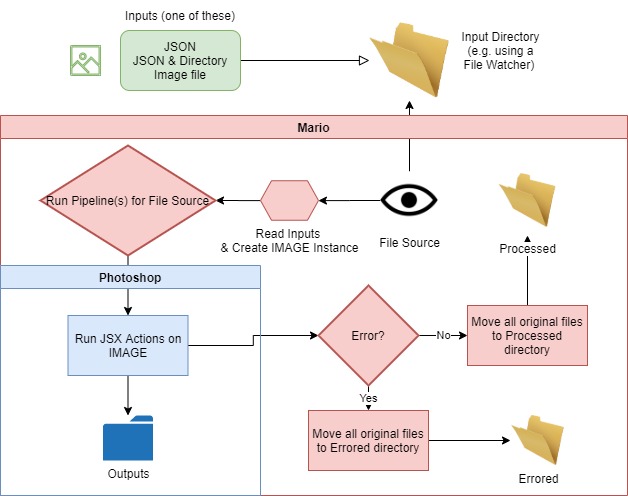 Inputs (one of these)
JSON
JSON & Directory
Image file
Input Directory
(e.g. using a
File Watcher)
Mario
Run Pipeline(s) for File Source
Read Inputs
& Create IMAGE Instance
File Source
Processed
Photoshop
Run JSX Actions on
IMAGE
Error?
No
Move all original files
to Processed
directory
Yes
Move all original files
to Errored directory
Outputs
Errored